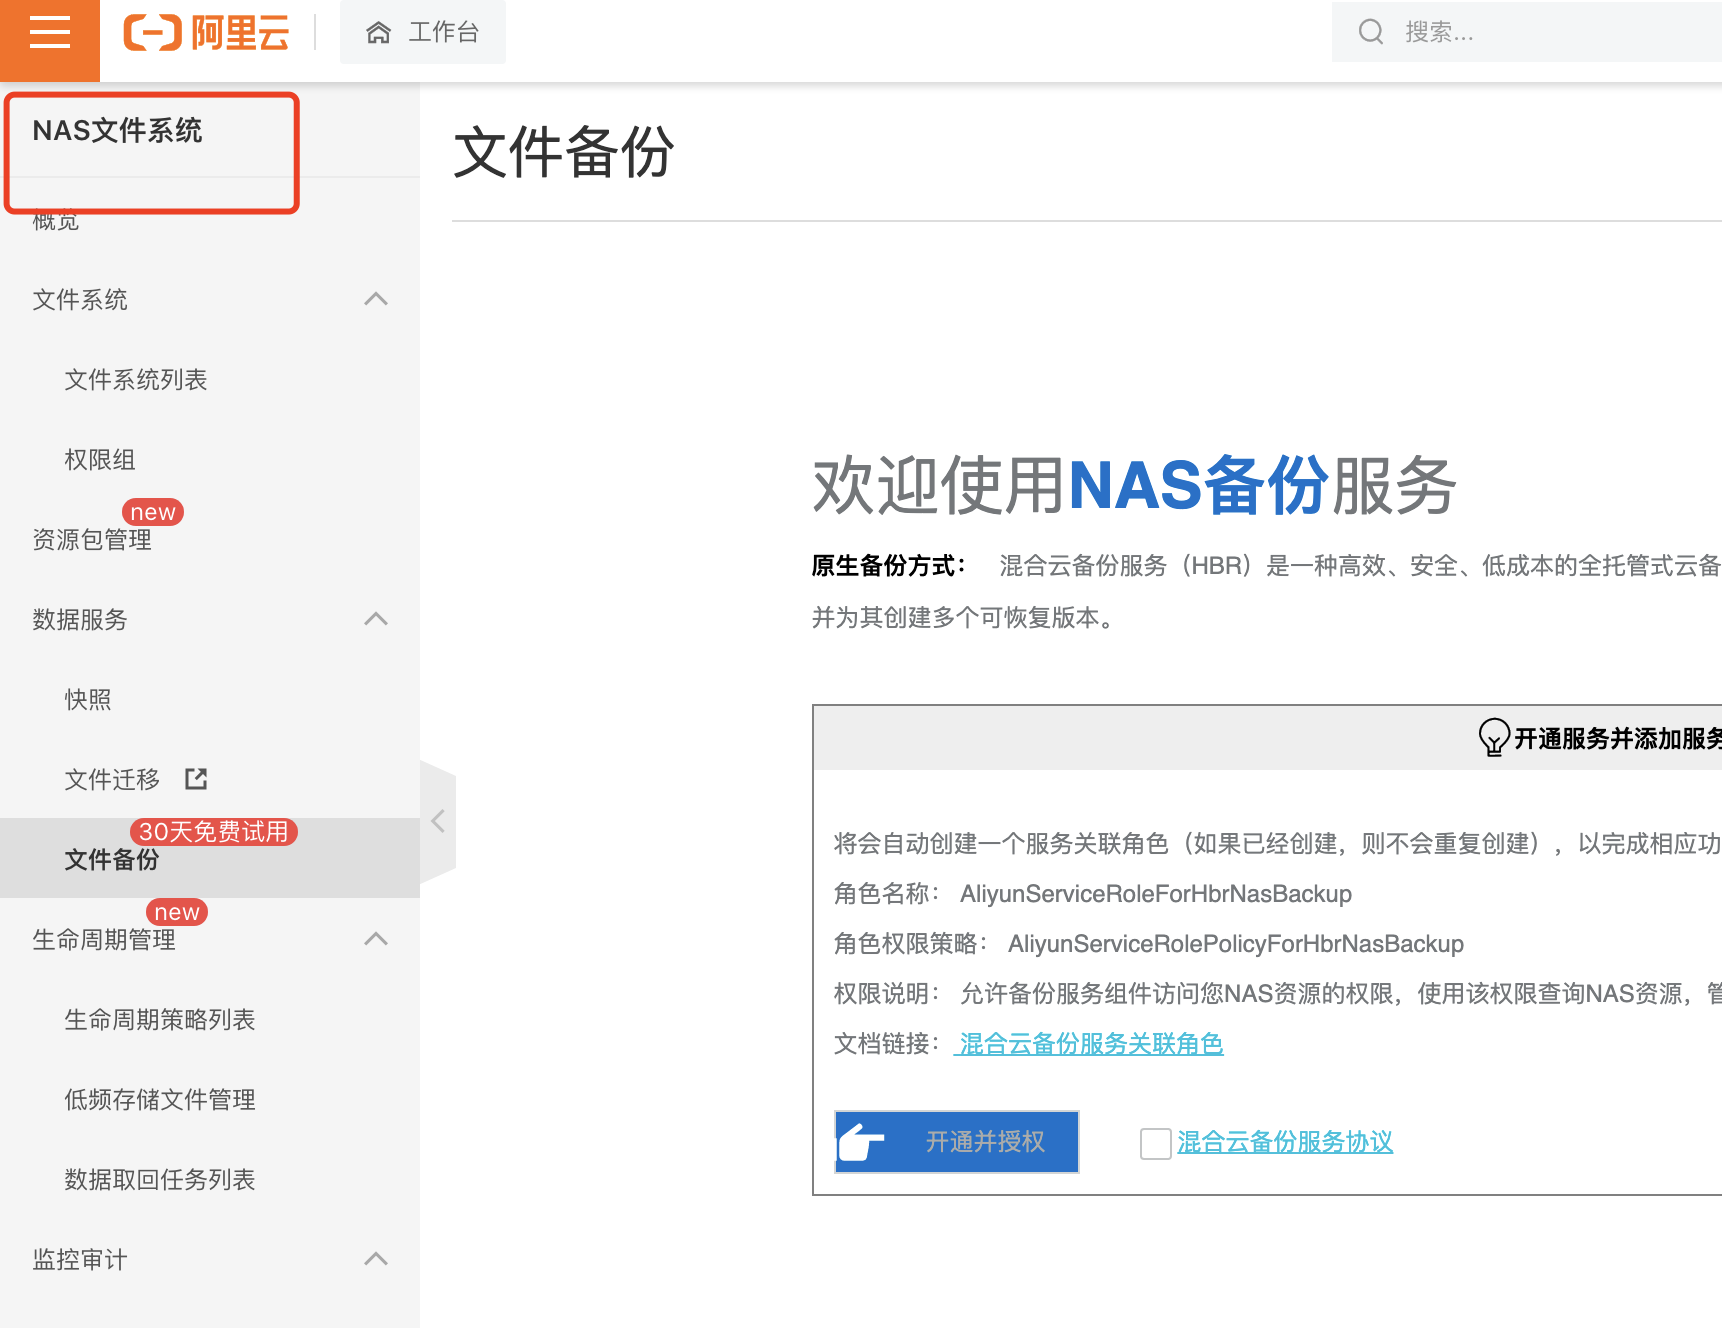 阿里云
工作台
搜索...
NAS文件系统
概览
文件系统
文件系统列表
权限组
new
资源包管理
数据服务
快照
文件迁移
30天免费试用
文件备份
new
生命周期管理
生命周期策略列表
低频存储文件管理
数据取回任务列表
监控审计
文件备份
欢迎使用NAS备份服务
原生备份方式： 混合云备份服务（HBR）是一种高效、安全、低成本的全托管式云备
并为其创建多个可恢复版本。
开通服务并添加服务
将会自动创建一个服务关联角色（如果已经创建，则不会重复创建），以完成相应功
角色名称： AliyunServiceRoleForHbrNasBackup
角色权限策略： AliyunServiceRolePolicyForHbrNasBackup
权限说明： 允许备份服务组件访问您NAS资源的权限，使用该权限查询NAS资源，管
文档链接： 混合云备份服务关联角色
开通并授权
混合云备份服务协议